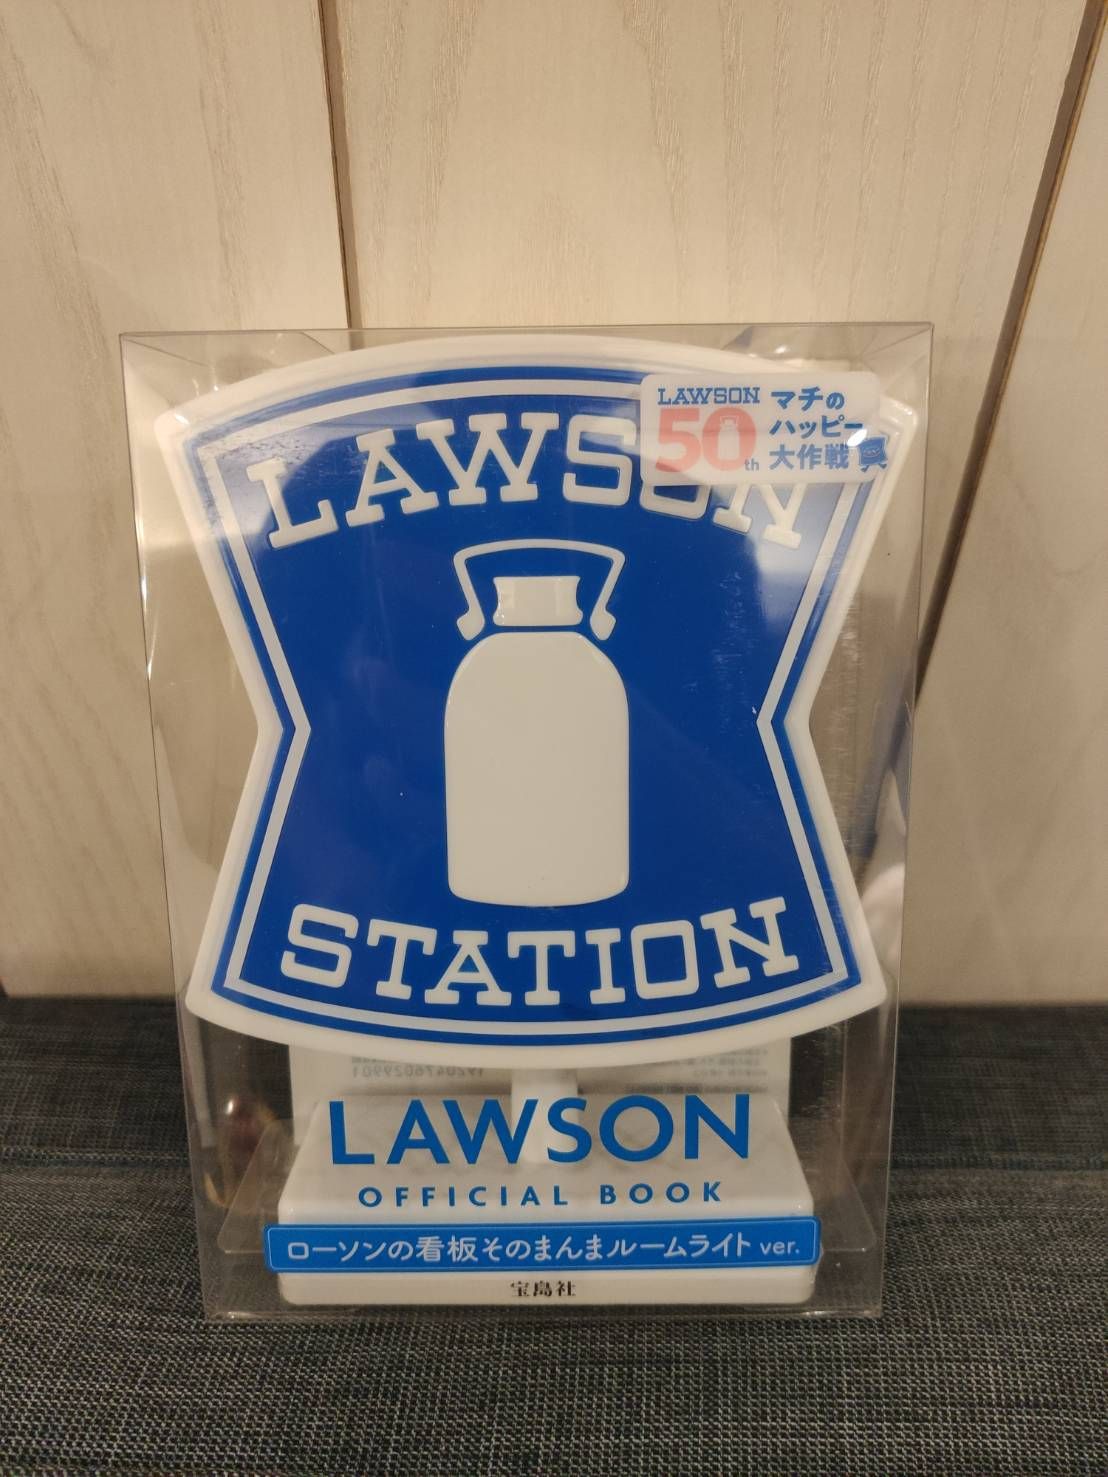 LAWSON
LAWSON
50th
マチの
ハッピー
大作戦
STATION
1920476029901
LAWSON
OFFICIAL BOOK
ローソンの看板そのまんまルームライト ver.
宝島社